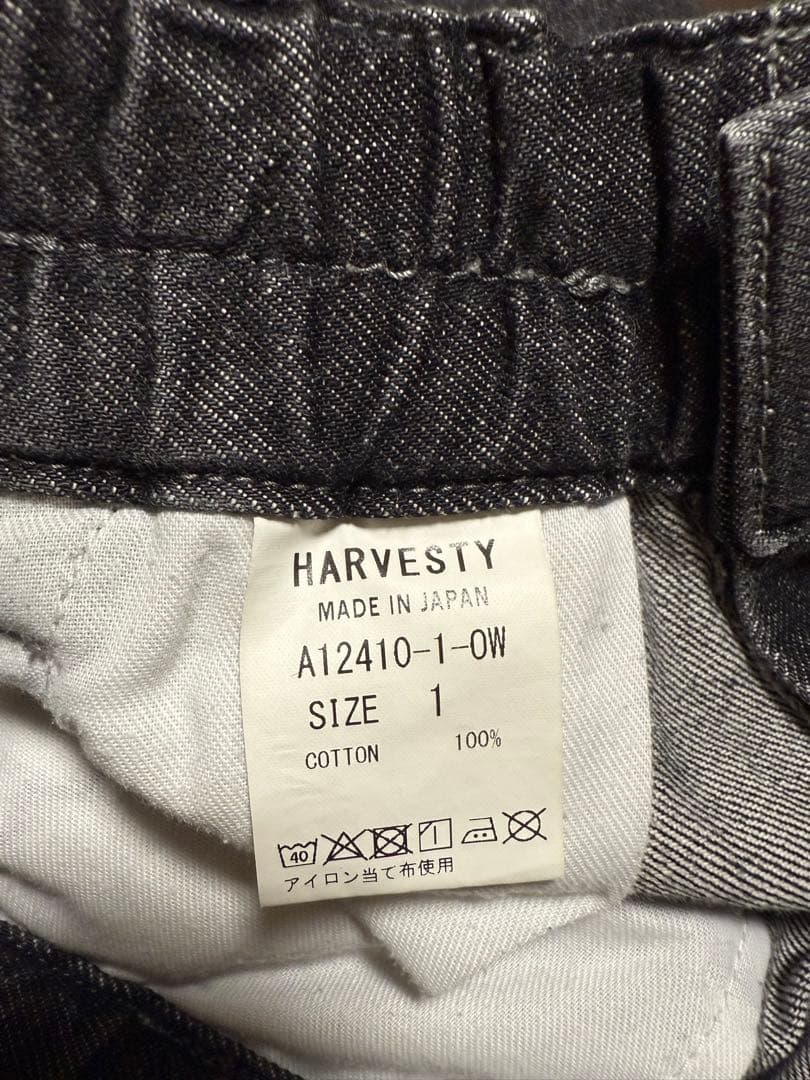 HARVESTY
MADE IN JAPAN
A12410-1-OW
SIZE 1
COTTON 100%
40
アイロン当て布使用